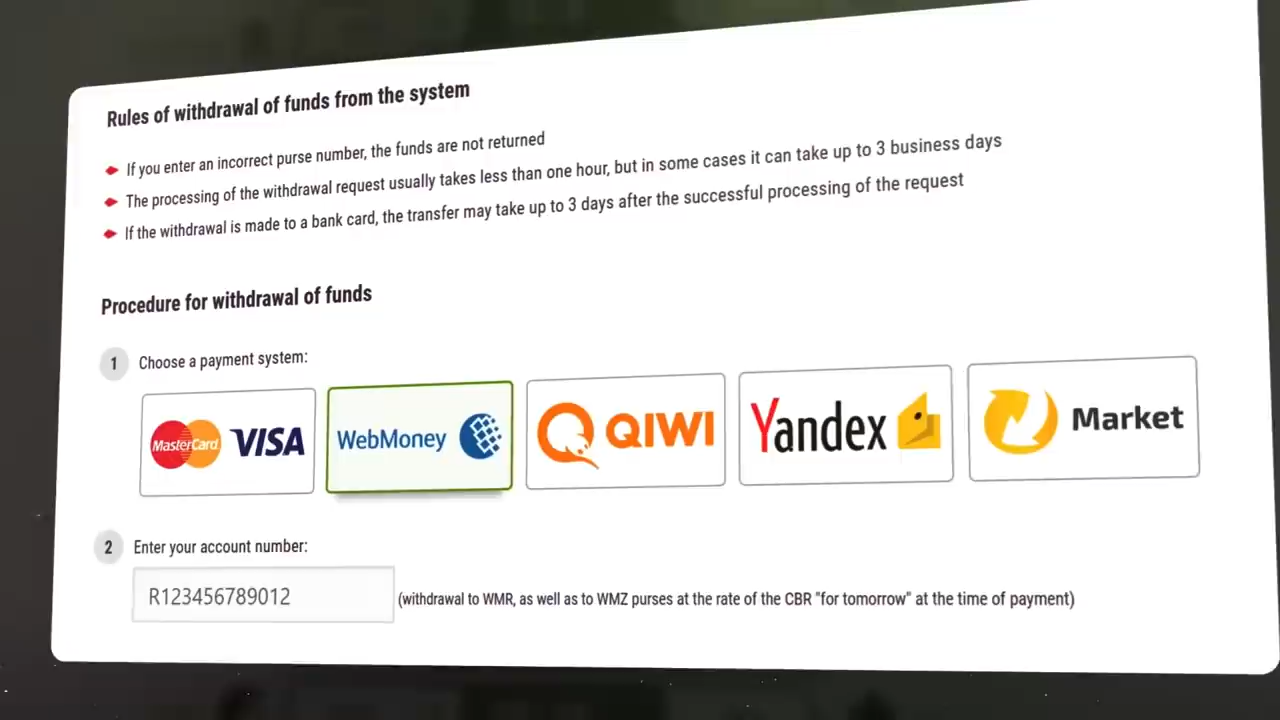 Rules of withdrawal of funds from the system
If you enter an incorrect purse number, the funds are not returned
The processing of the withdrawal request usually takes less than one hour, but in some cases it can take up to 3 business days
If the withdrawal is made to a bank card, the transfer may take up to 3 days after the successful processing of the request
Procedure for withdrawal of funds
1 Choose a payment system:
MasterCard VISA WebMoney QIWI Yandex Market
2 Enter your account number:
R123456789012 (withdrawal to WMR, as well as to WMZ purses at the rate of the CBR "for tomorrow" at the time of payment)